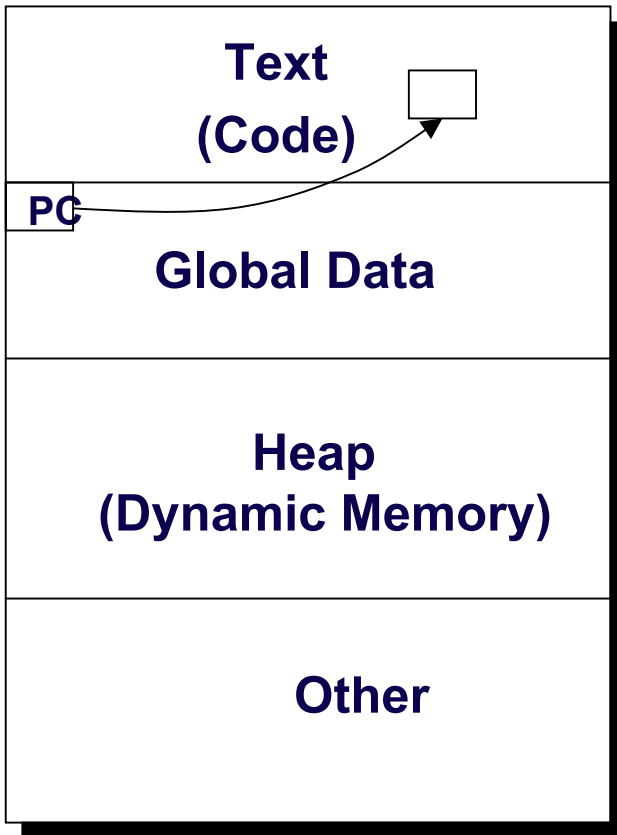 Text
(Code)
PC
Global Data
Heap
(Dynamic Memory)
Other